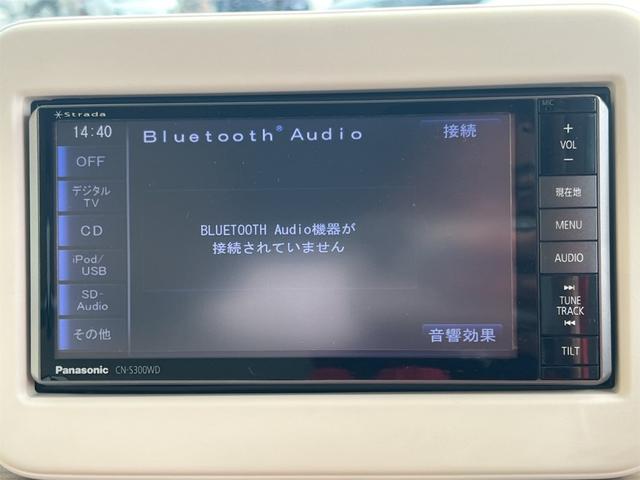 Strada
MIC
14:40
Bluetooth® Audio
接続
OFF
デジタル
TV
CD
iPod/
USB
SD-
Audio
その他
BLUETOOTH Audio機器が
接続されていません
音響効果
+
VOL
−
現在地
MENU
AUDIO
TUNE
TRACK
TILT
Panasonic CN-S300WD